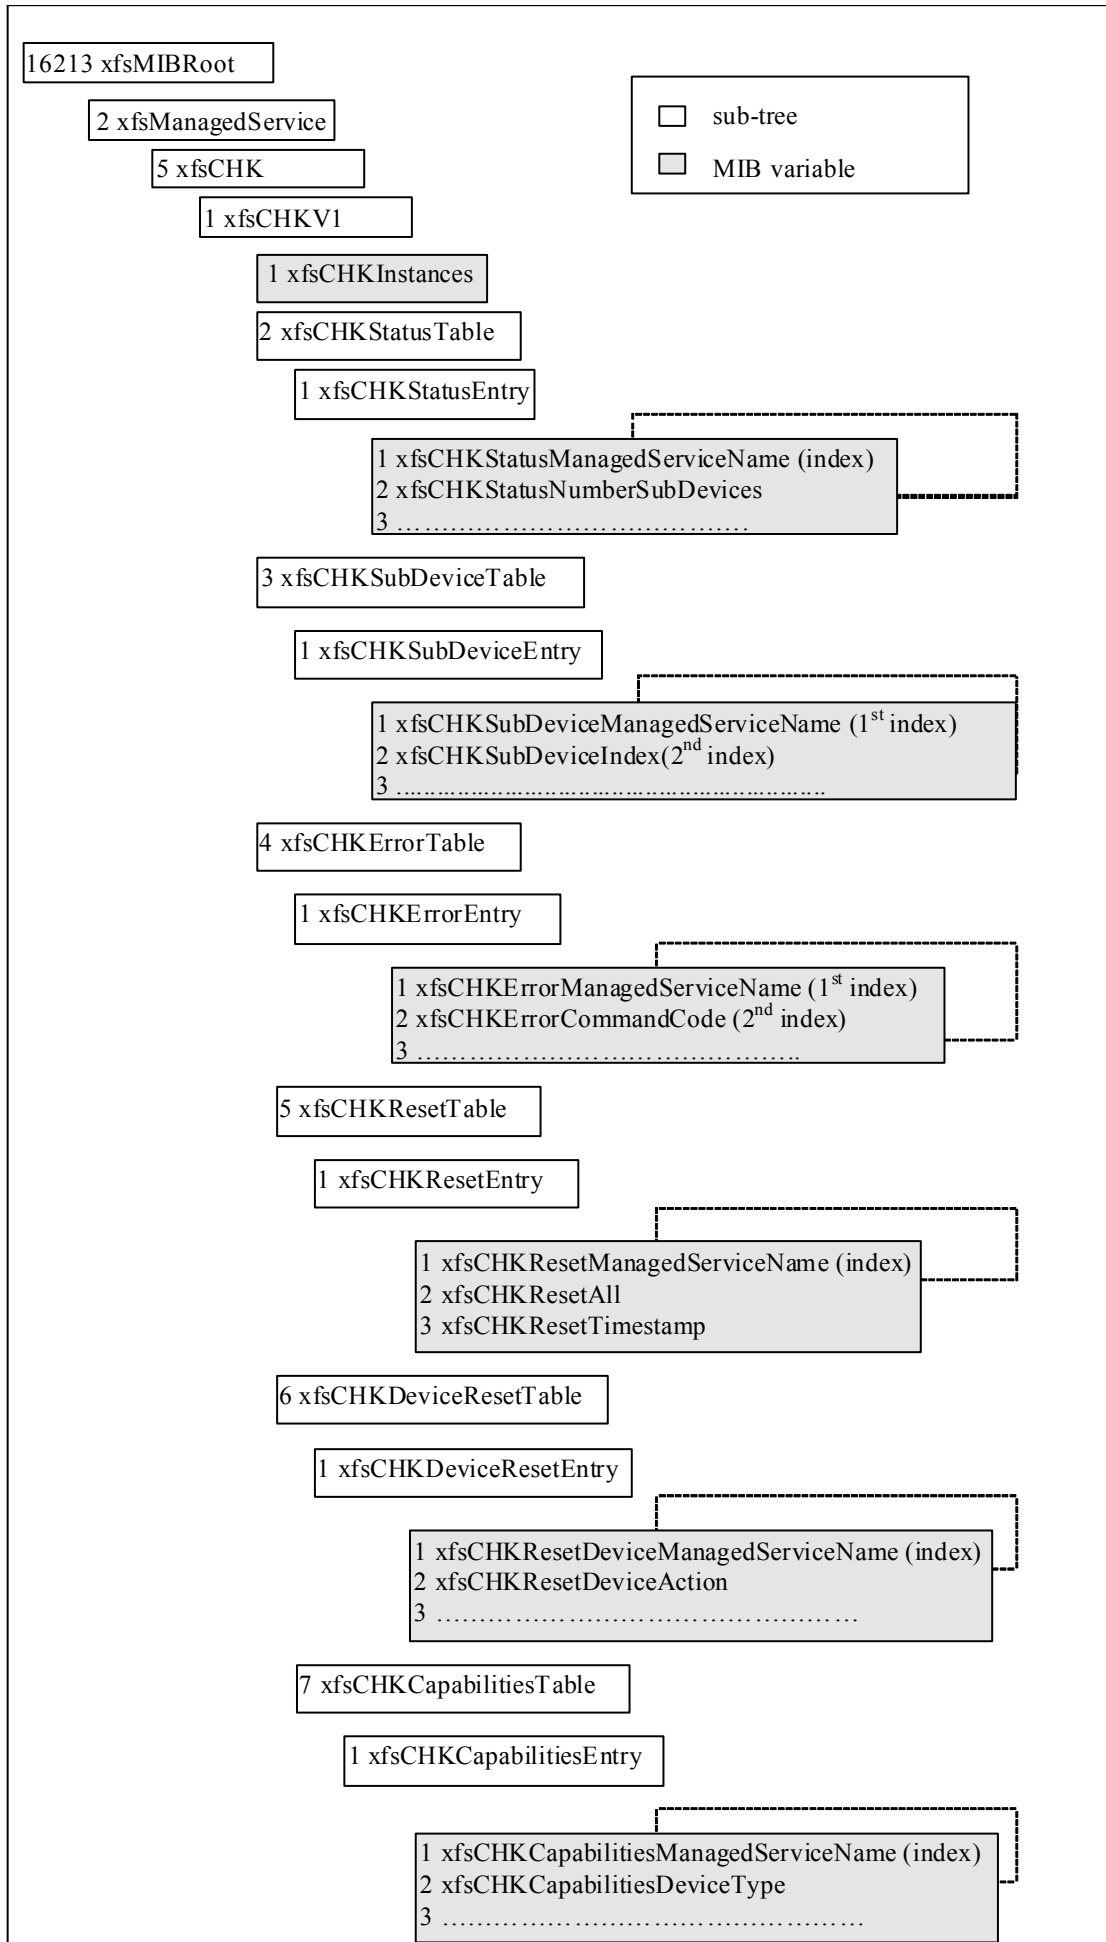 16213 xfsMIBRoot
sub-tree
2 xfsManagedService
5 xfsCHK
MIB variable
1 xfsCHKV1
1 xfsCHKInstances
2 xfsCHKStatusTable
1 xfsCHKStatusEntry
1 xfsCHKStatusManagedServiceName (index)
2 xfsCHKStatusNumberSubDevices
3 ……………………………………
3 xfsCHKSubDeviceTable
1 xfsCHKSubDeviceEntry
1 xfsCHKSubDeviceManagedServiceName (1st index)
2 xfsCHKSubDeviceIndex(2nd index)
3 ................................................................
4 xfsCHKErrorTable
1 xfsCHKErrorEntry
1 xfsCHKErrorManagedServiceName (1st index)
2 xfsCHKErrorCommandCode (2nd index)
3 ……………………………………..
5 xfsCHKResetTable
1 xfsCHKResetEntry
1 xfsCHKResetManagedServiceName (index)
2 xfsCHKResetAll
3 xfsCHKResetTimestamp
6 xfsCHKDeviceResetTable
1 xfsCHKDeviceResetEntry
1 xfsCHKResetDeviceManagedServiceName (index)
2 xfsCHKResetDeviceAction
3 …………………………………………
7 xfsCHKCapabilitiesTable
1 xfsCHKCapabilitiesEntry
1 xfsCHKCapabilitiesManagedServiceName (index)
2 xfsCHKCapabilitiesDeviceType
3 …………………………………………